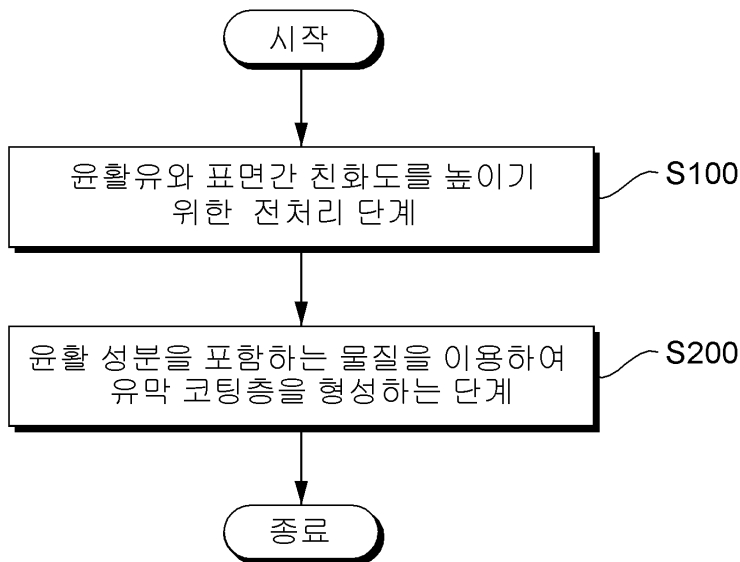 시작
윤활유와 표면간 친화도를 높이기
위한 전처리 단계
S100
윤활 성분을 포함하는 물질을 이용하여
유막 코팅층을 형성하는 단계
S200
종료